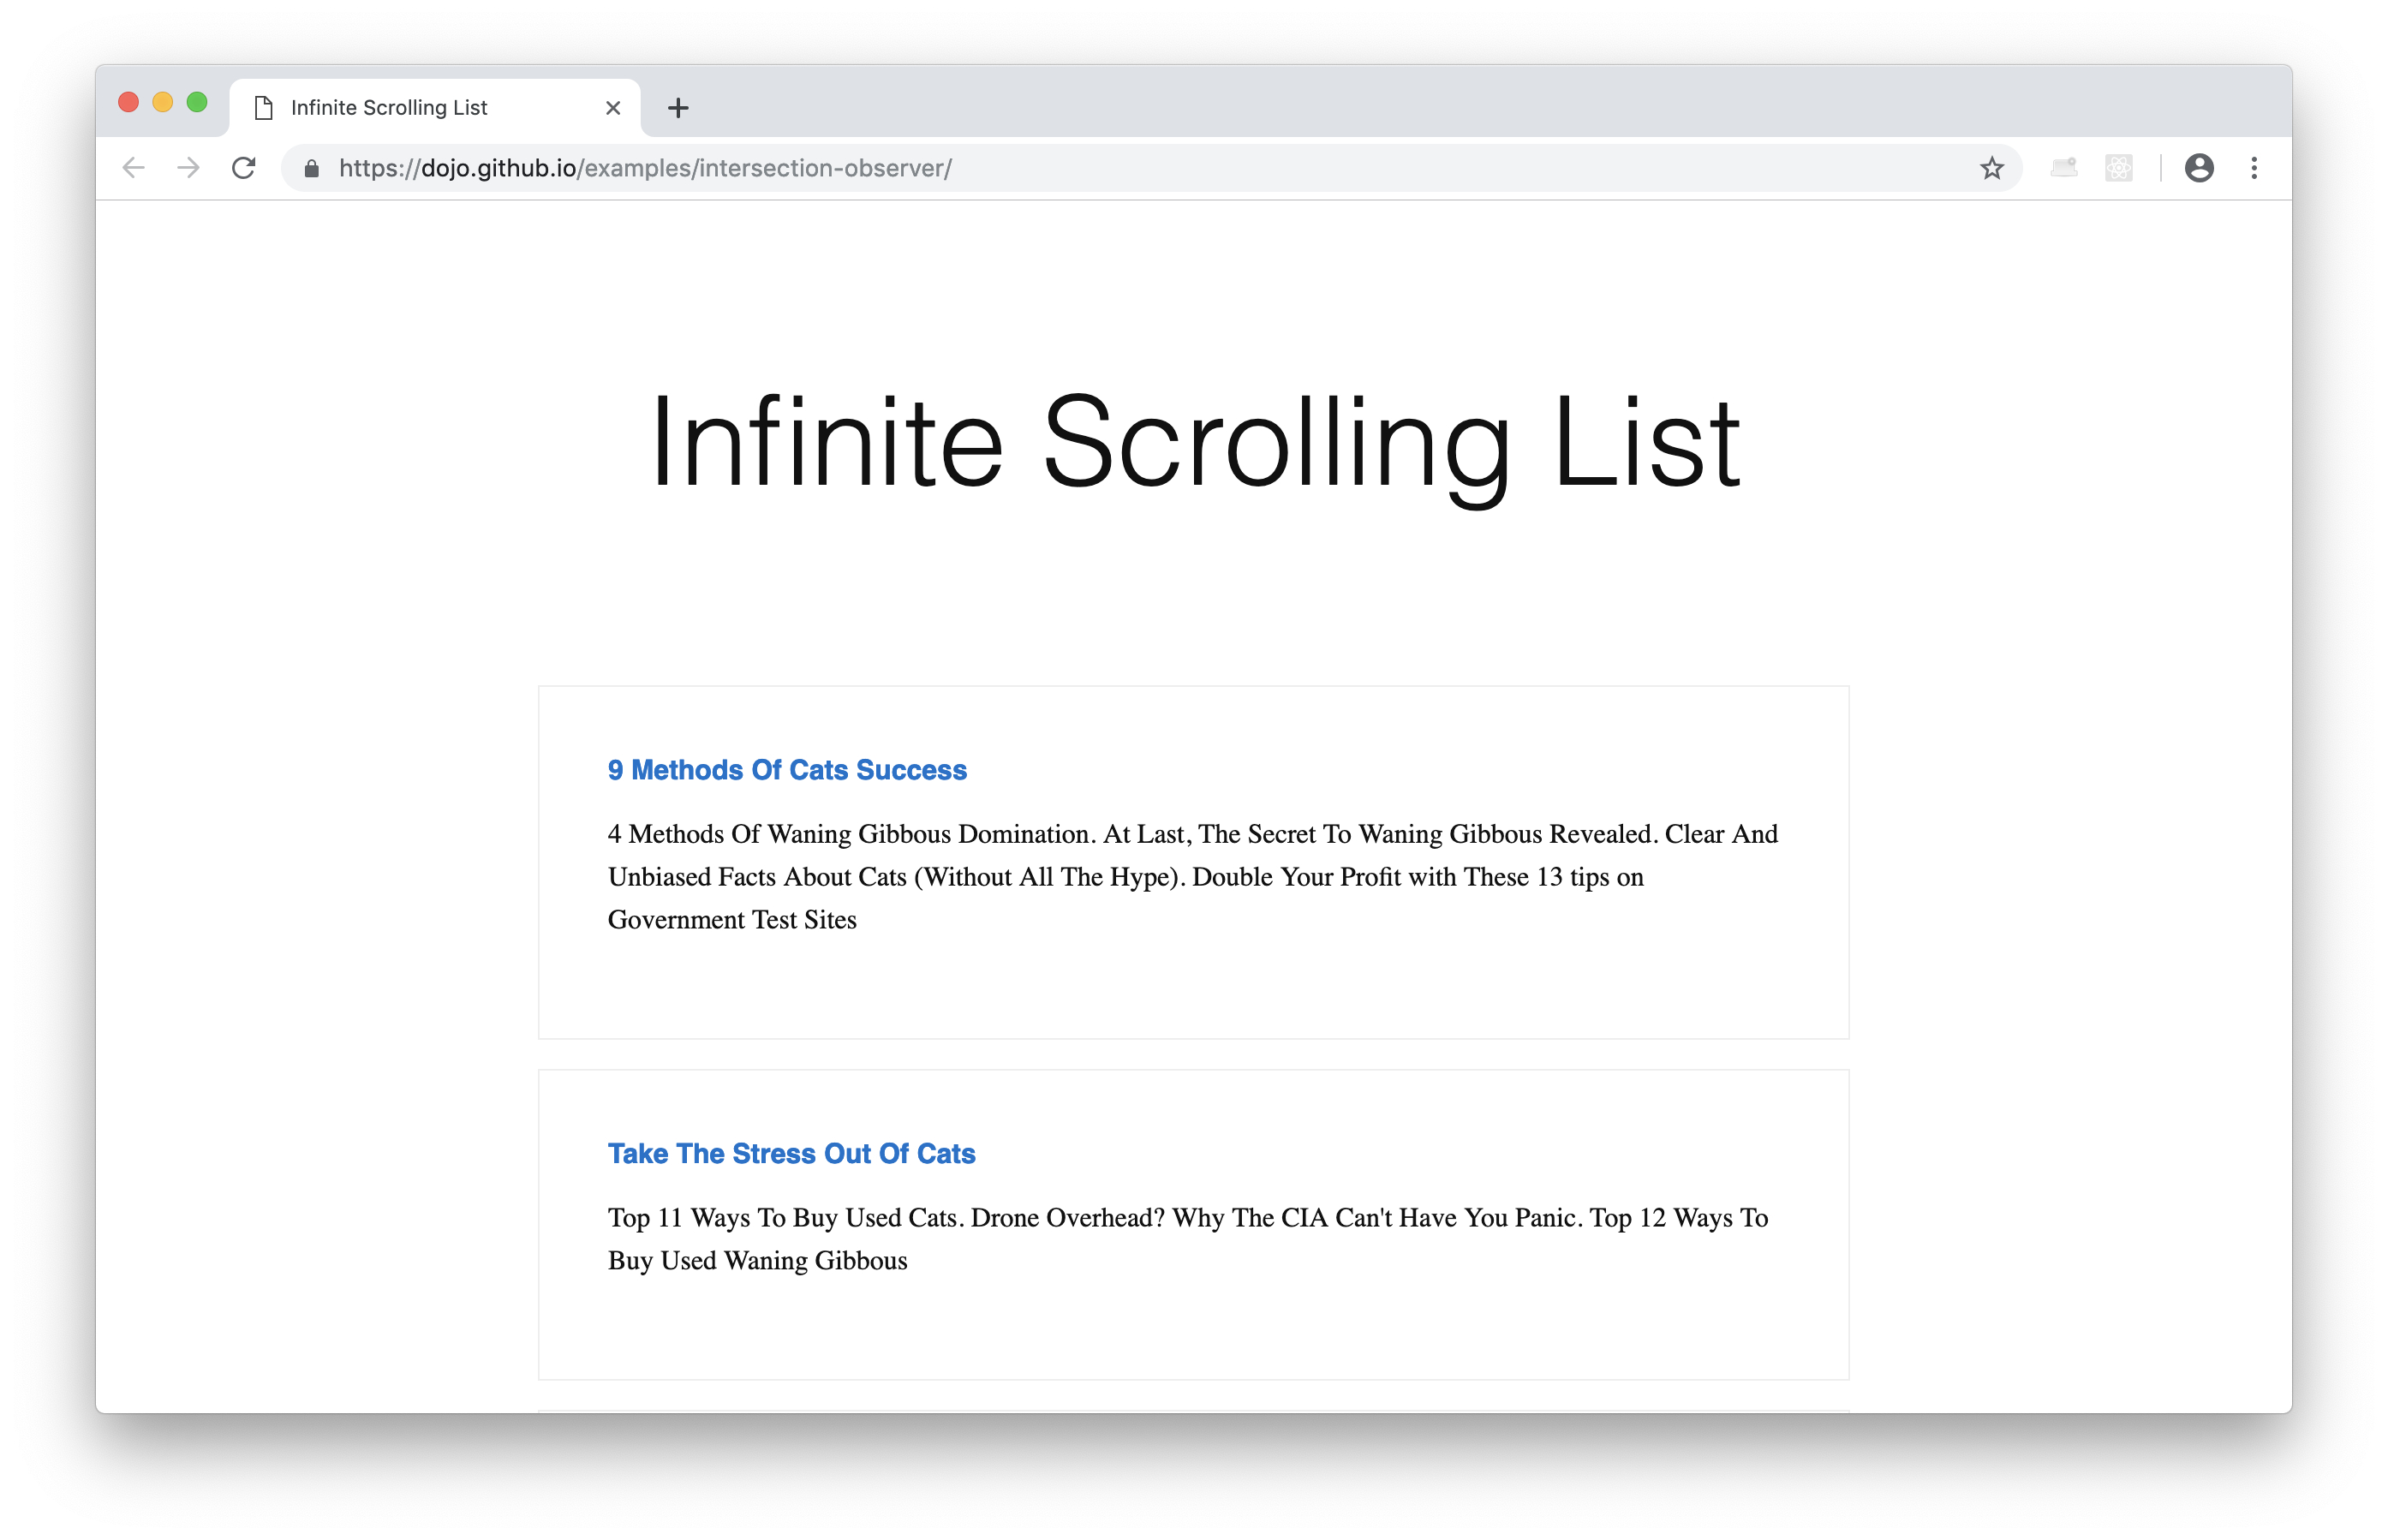 Infinite Scrolling List
https://dojo.github.io/examples/intersection-observer/
Infinite Scrolling List
9 Methods Of Cats Success
4 Methods Of Waning Gibbous Domination. At Last, The Secret To Waning Gibbous Revealed. Clear And
Unbiased Facts About Cats (Without All The Hype). Double Your Profit with These 13 tips on
Government Test Sites
Take The Stress Out Of Cats
Top 11 Ways To Buy Used Cats. Drone Overhead? Why The CIA Can't Have You Panic. Top 12 Ways To
Buy Used Waning Gibbous